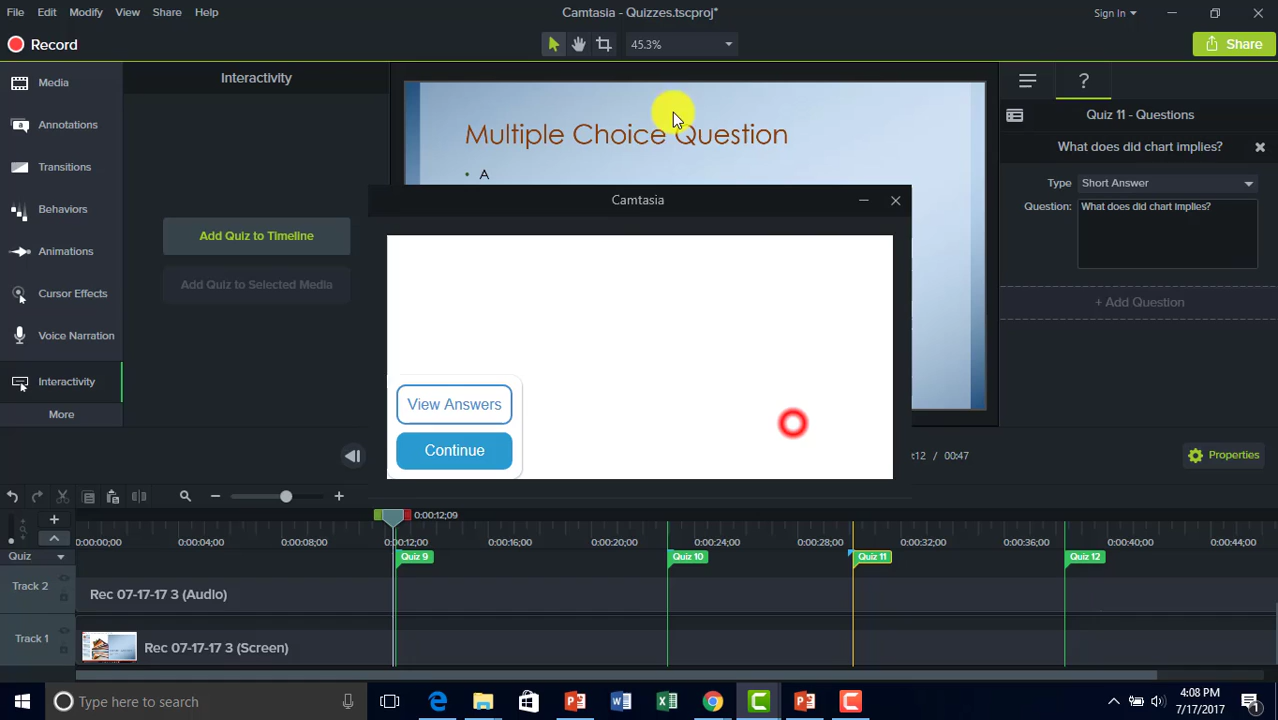 File Edit Modify View Share Help
Camtasia - Quizzes.tscproj*
Sign In
Record
45.3%
Share
Media
Annotations
Transitions
Behaviors
Animations
Cursor Effects
Voice Narration
Interactivity
More
Interactivity
Add Quiz to Timeline
Add Quiz to Selected Media
Multiple Choice Question
• A
Camtasia
View Answers
Continue
?
Quiz 11 - Questions
What does did chart implies?
Type Short Answer
Question: What does did chart implies?
+ Add Question
:12 / 00:47
Properties
0:00:12;09
0:00:00;00 0:00:04;00 0:00:08;00 0:00:12;00 0:00:16;00 0:00:20;00 0:00:24;00 0:00:28;00 0:00:32;00 0:00:36;00 0:00:40;00 0:00:44;00
Quiz Quiz 9 Quiz 10 Quiz 11 Quiz 12
Track 2 Rec 07-17-17 3 (Audio)
Track 1 Rec 07-17-17 3 (Screen)
Type here to search
4:08 PM
7/17/2017